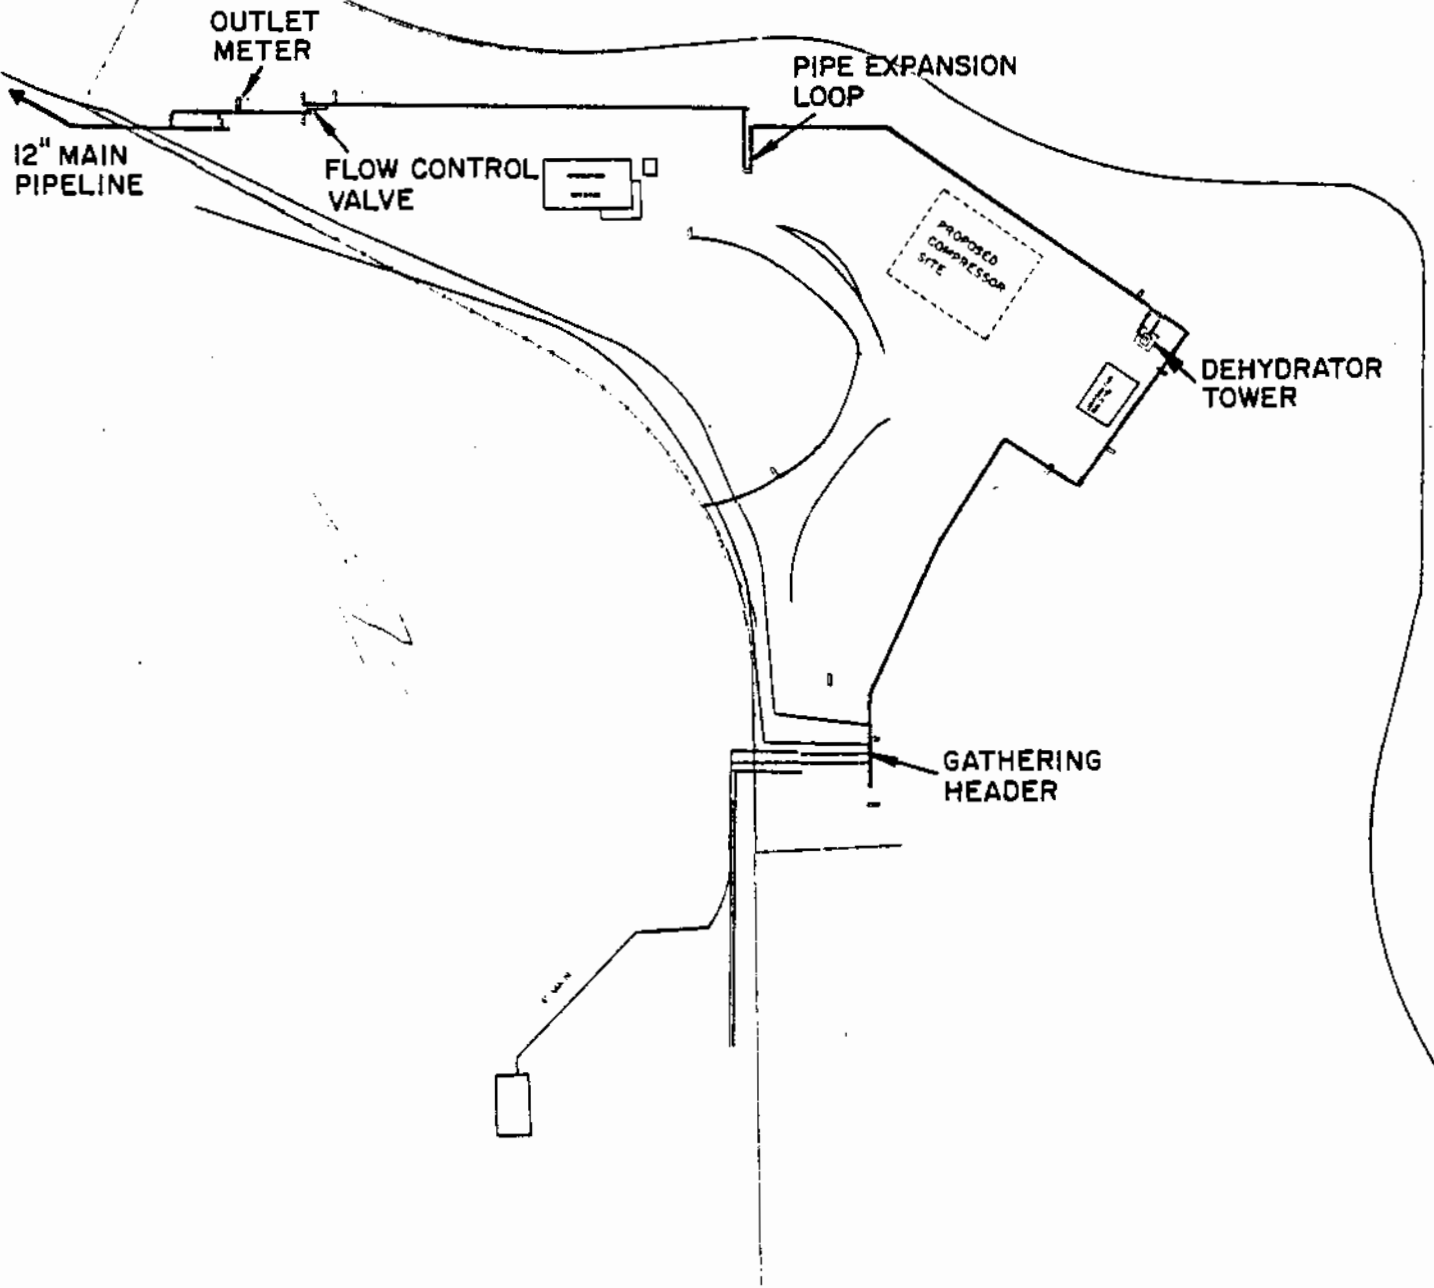 OUTLET
METER
PIPE EXPANSION
LOOP
12" MAIN
PIPELINE
FLOW CONTROL
VALVE
PROPOSED
COMPRESSOR
SITE
DEHYDRATOR
TOWER
GATHERING
HEADER